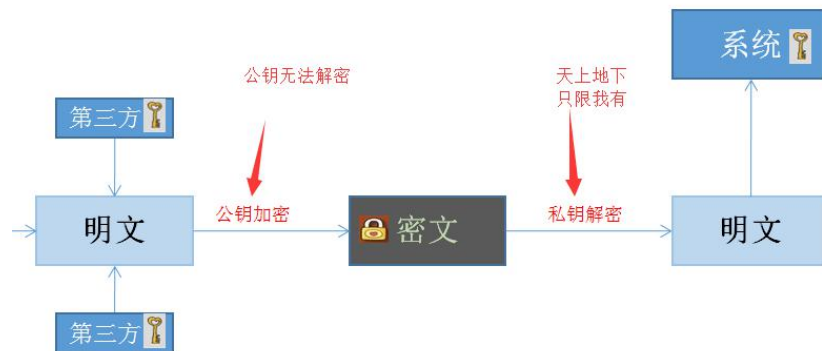 系统
公钥无法解密
天上地下
只限我有
第三方
明文
公钥加密
密文
私钥解密
明文
第三方